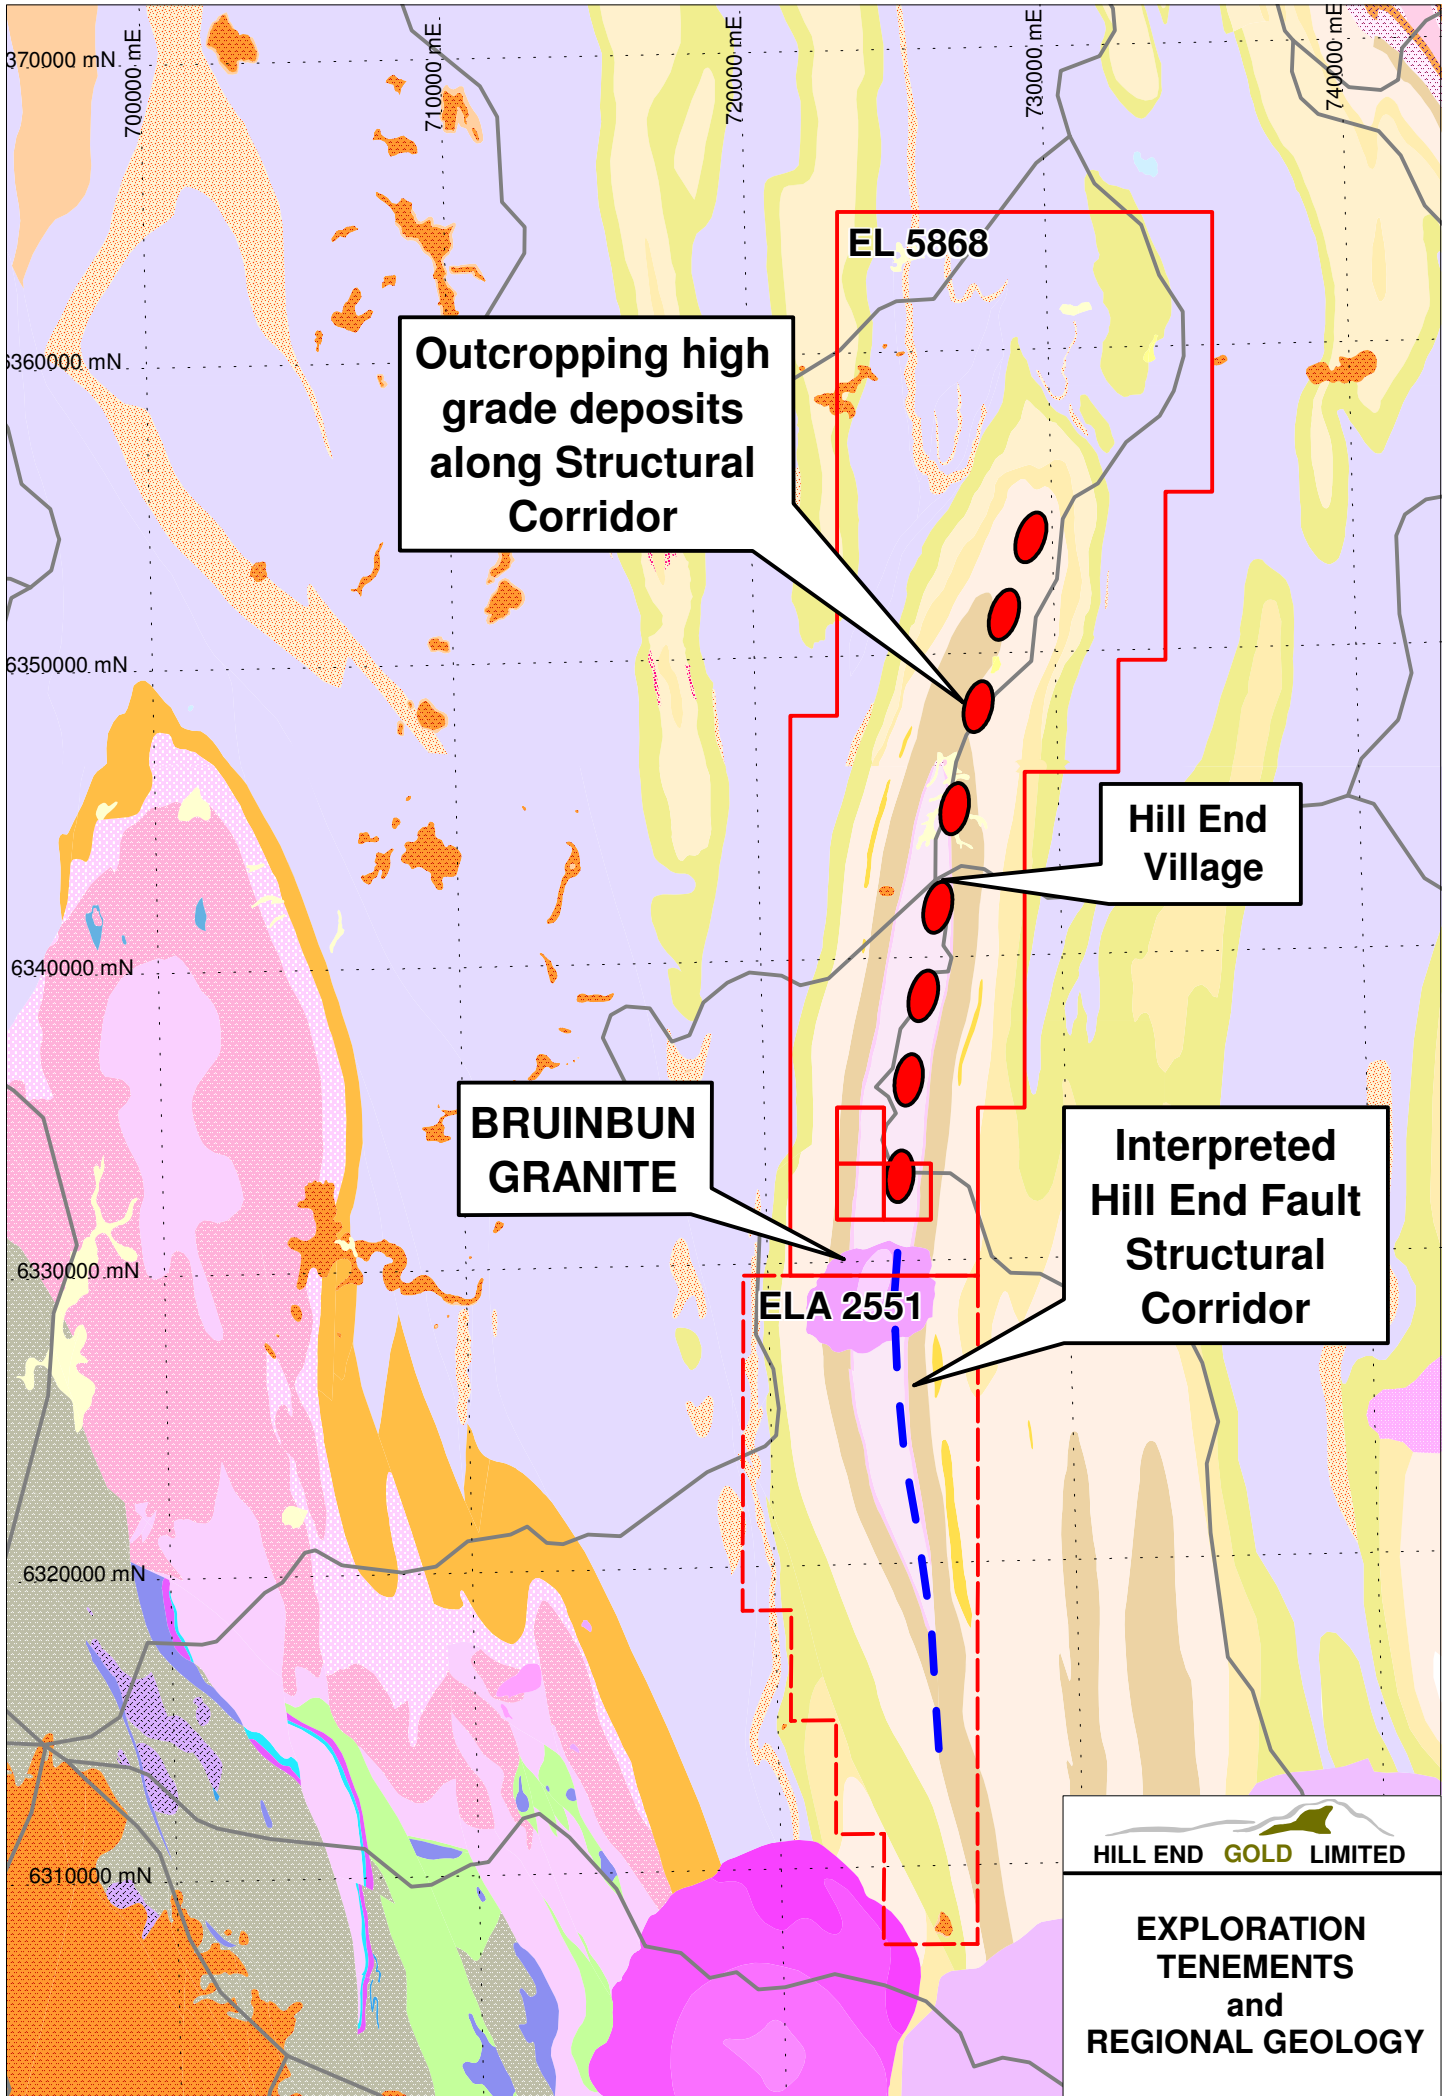 700000 mE
710000 mE
720000 mE
730000 mE
740000 mE
370000 mN
EL 5868
Outcropping high
grade deposits
along Structural
Corridor
6360000 mN
6350000 mN
Hill End
Village
6340000 mN
BRUINBUN
GRANITE
Interpreted
Hill End Fault
Structural
Corridor
6330000 mN
ELA 2551
6320000 mN
6310000 mN
HILL END GOLD LIMITED
EXPLORATION
TENEMENTS
and
REGIONAL GEOLOGY